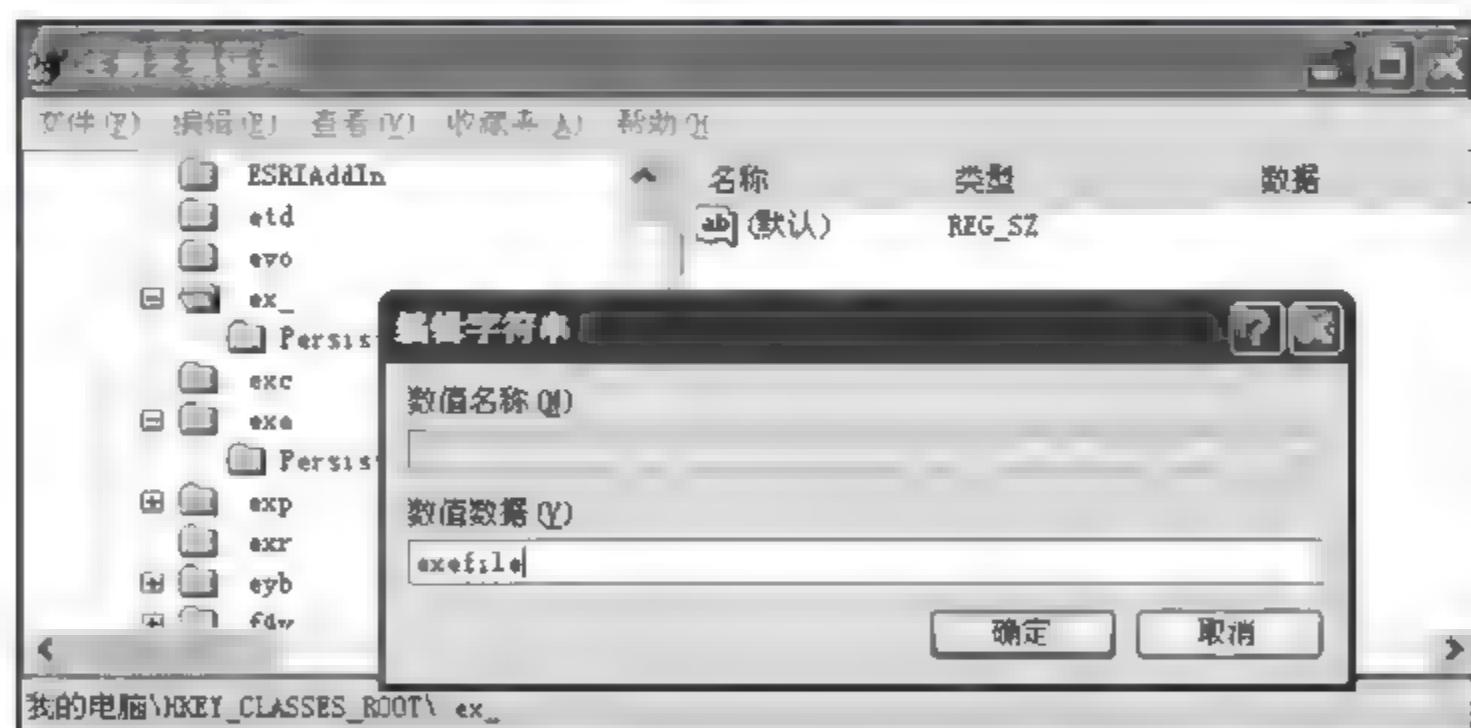 文件(F) 编辑(E) 查看(V) 收藏夹(A) 帮助(H)
名称 类型 数据
ESRIAddIn
etd
(默认) REG_SZ
evo
ex_
编辑字符串
Persis
exc
数值名称(N)
exe
Persis
exp
数值数据(V)
exr
exefile
eyb
fdw
确定 取消
我的电脑\HKEY_CLASSES_ROOT\ ex_